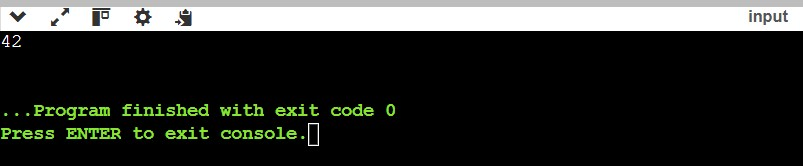 input
42
...Program finished with exit code 0
Press ENTER to exit console.